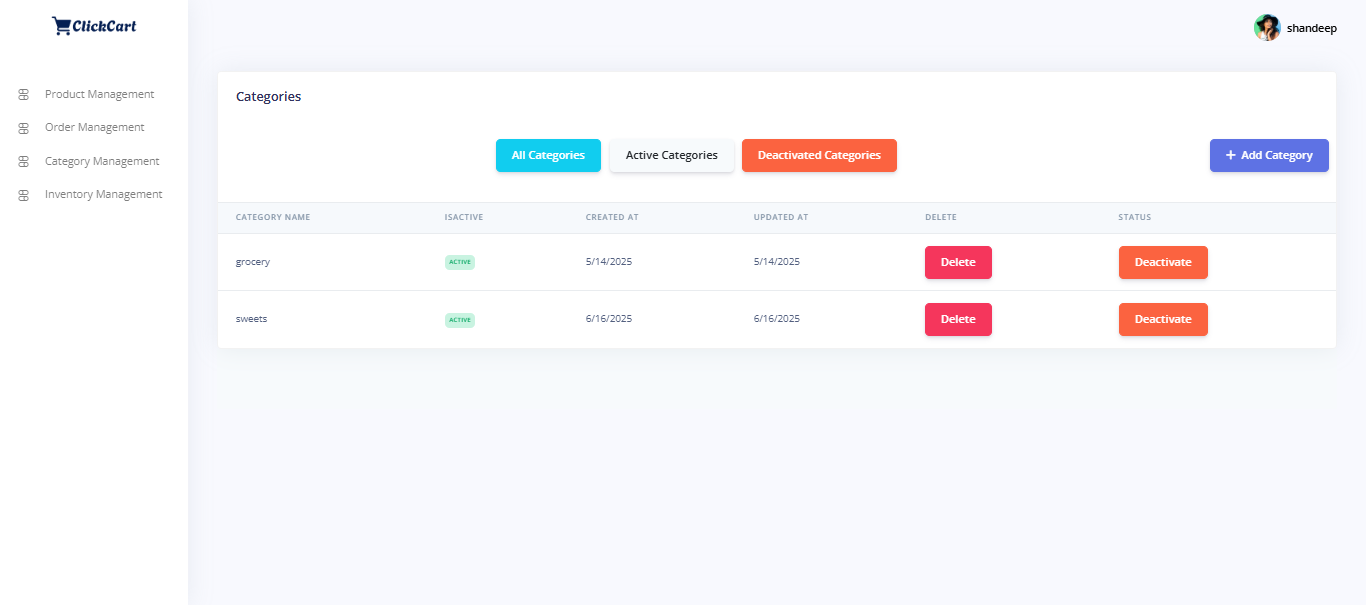 ClickCart
shandeep
Product Management
Order Management
Category Management
Inventory Management
Categories
All Categories Active Categories Deactivated Categories + Add Category
CATEGORY NAME ISACTIVE CREATED AT UPDATED AT DELETE STATUS
grocery ACTIVE 5/14/2025 5/14/2025 Delete Deactivate
sweets ACTIVE 6/16/2025 6/16/2025 Delete Deactivate